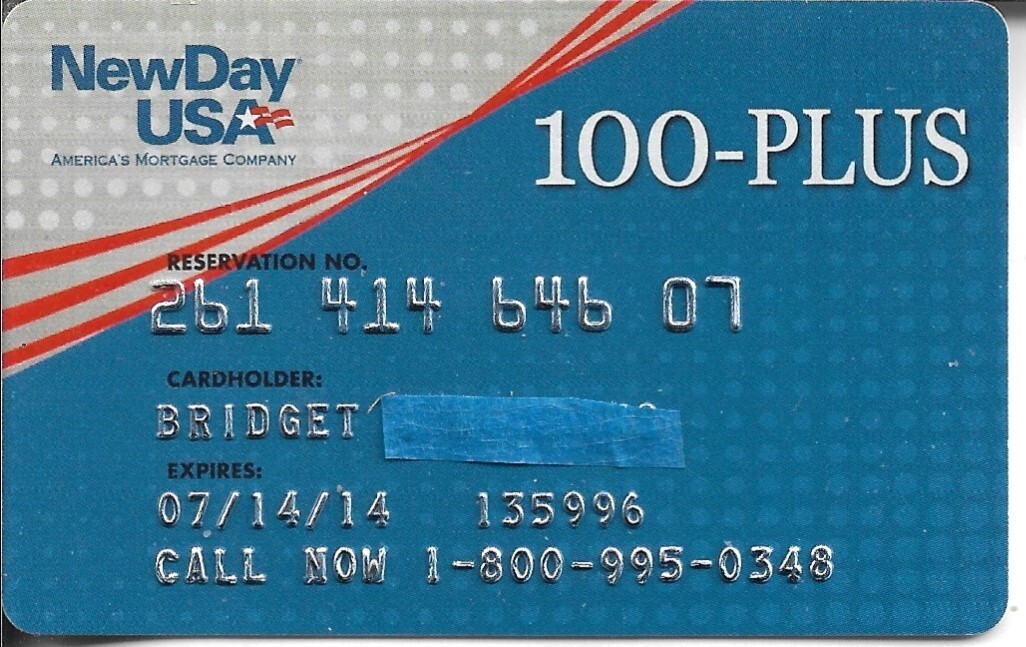 NewDay
USA
AMERICA'S MORTGAGE COMPANY
100-PLUS
RESERVATION NO.
261 414 646 07
CARDHOLDER:
BRIDGET
EXPIRES:
07/14/14 135996
CALL NOW 1-800-995-0348